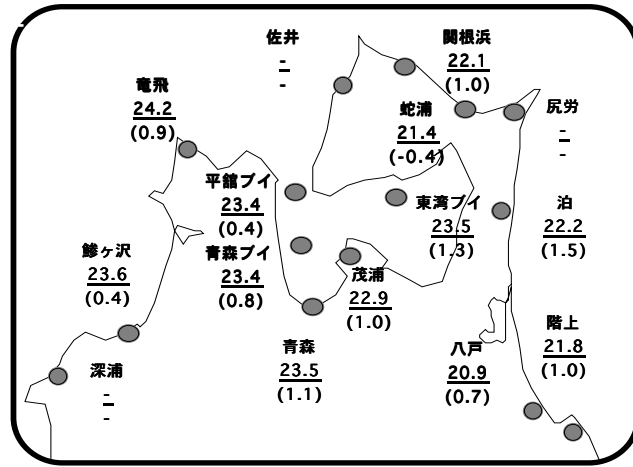 佐井
-
-
関根浜
22.1
(1.0)
竜飛
24.2
(0.9)
蛇浦
21.4
(-0.4)
尻労
-
-
平舘ブイ
23.4
(0.4)
東湾ブイ
23.5
(1.3)
泊
22.2
(1.5)
鰺ヶ沢
23.6
(0.4)
青森ブイ
23.4
(0.8)
茂浦
22.9
(1.0)
深浦
-
-
青森
23.5
(1.1)
八戸
20.9
(0.7)
階上
21.8
(1.0)